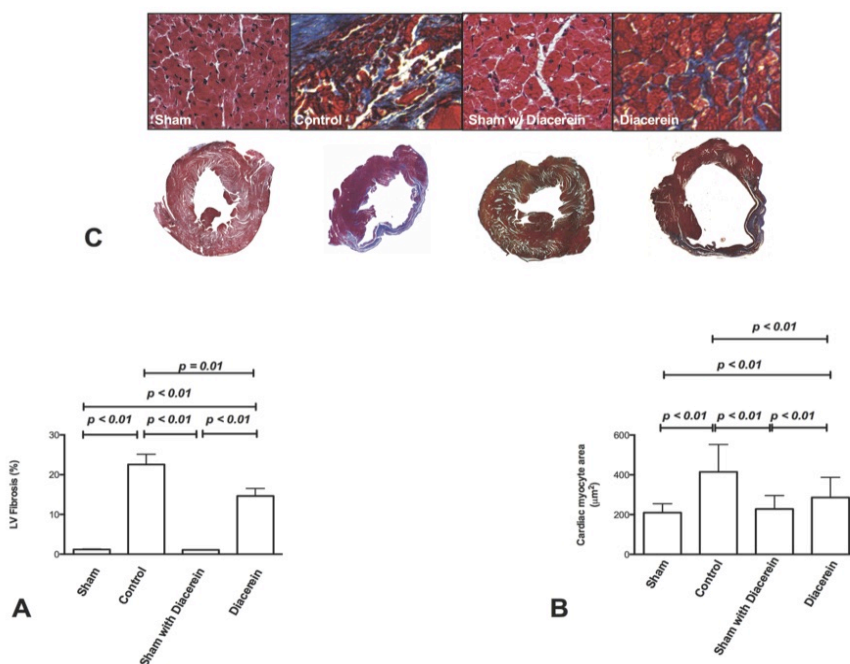 Sham
Control
Sham w/ Diacerein
Diacerein
C
p = 0.01
p < 0.01
p < 0.01
p < 0.01
p < 0.01
30
20
10
0
LV Fibrosis (%)
Sham
Control
Sham with Diacerein
Diacerein
A
p < 0.01
p < 0.01
p < 0.01
p < 0.01
p < 0.01
600
400
200
0
Cardiac myocyte area
(µm²)
Sham
Control
Sham with Diacerein
Diacerein
B